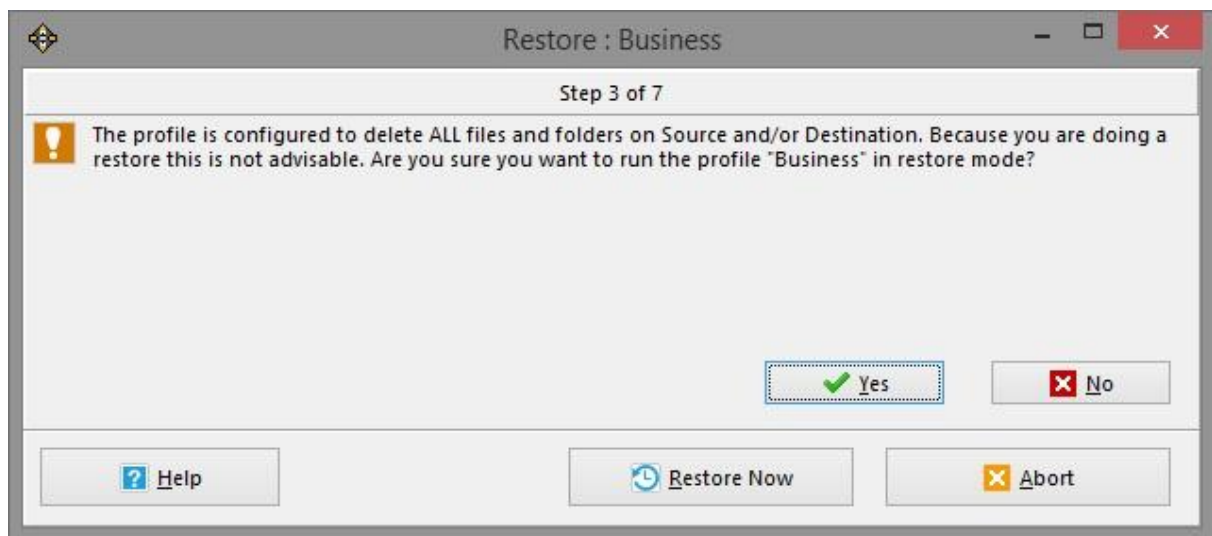 Restore : Business
Step 3 of 7
The profile is configured to delete ALL files and folders on Source and/or Destination. Because you are doing a
restore this is not advisable. Are you sure you want to run the profile "Business" in restore mode?
Yes
No
Help
Restore Now
Abort